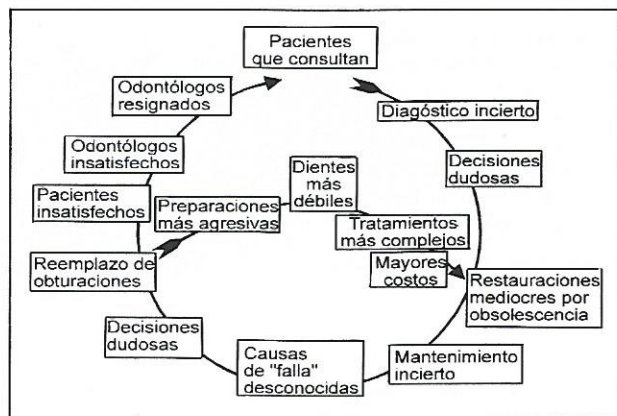 Pacientes
que consultan
Diagóstico incierto
Decisiones
dudosas
Restauraciones
mediocres por
obsolescencia
Mantenimiento
incierto
Causas
de "falla"
desconocidas
Decisiones
dudosas
Reemplazo de
obturaciones
Pacientes
insatisfechos
Odontólogos
insatisfechos
Odontólogos
resignados
Preparaciones
más agresivas
Dientes
más
débiles
Tratamientos
más complejos
Mayores
costos